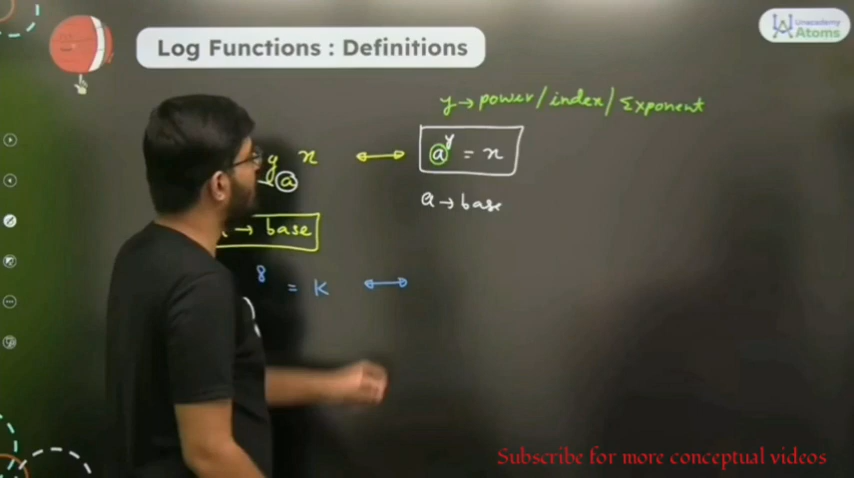 Unacademy
Atoms
Log Functions : Definitions
y → power/index/Exponent
g x ↔ a^y = x
a
a → base
→ base
8 = K ↔
Subscribe for more conceptual videos